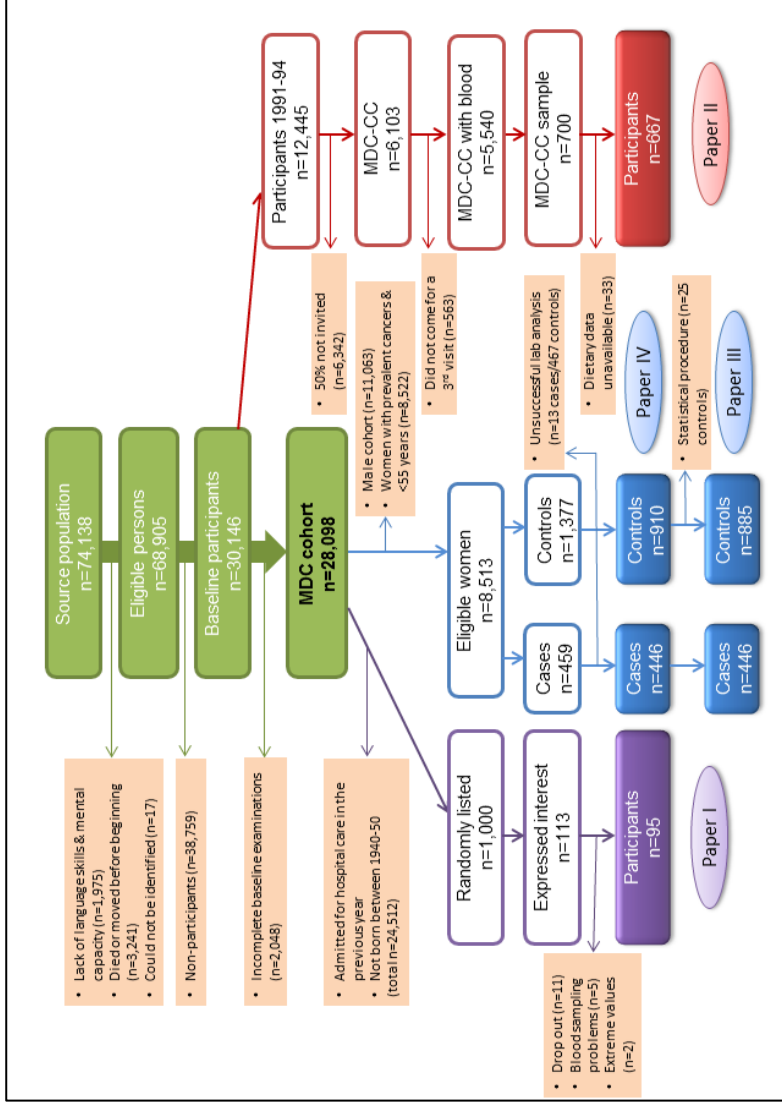 Source population
n=74,138
• Lack of language skills & mental
capacity (n=1,975)
• Died or moved before beginning
(n=3,241)
• Could not be identified (n=17)
Eligible persons
n=68,905
• Non-participants (n=38,759)
Baseline participants
n=30,146
• Incomplete baseline examinations
(n=2,048)
MDC cohort
n=28,098
• Admitted for hospital care in the
previous year
• Not born between 1940-50
(total n=24,512)
Randomly listed
n=1,000
Expressed interest
n=113
• Drop out (n=11)
• Blood sampling
problems (n=5)
• Extreme values
(n=2)
Participants
n=95
Paper I
• Male cohort (n=11,063)
• Women with prevalent cancers &
<55 years (n=8,522)
Eligible women
n=8,513
Cases
n=459
Controls
n=1,377
• Unsuccessful lab analysis
(n=13 cases/467 controls)
Cases
n=446
Controls
n=910
Paper IV
• Statistical procedure (n=25
controls)
Cases
n=446
Controls
n=885
Paper III
Participants 1991-94
n=12,445
• 50% not invited
(n=6,342)
MDC-CC
n=6,103
• Did not come for a
3rd visit (n=563)
MDC-CC with blood
n=5,540
MDC-CC sample
n=700
• Dietary data
unavailable (n=33)
Participants
n=667
Paper II